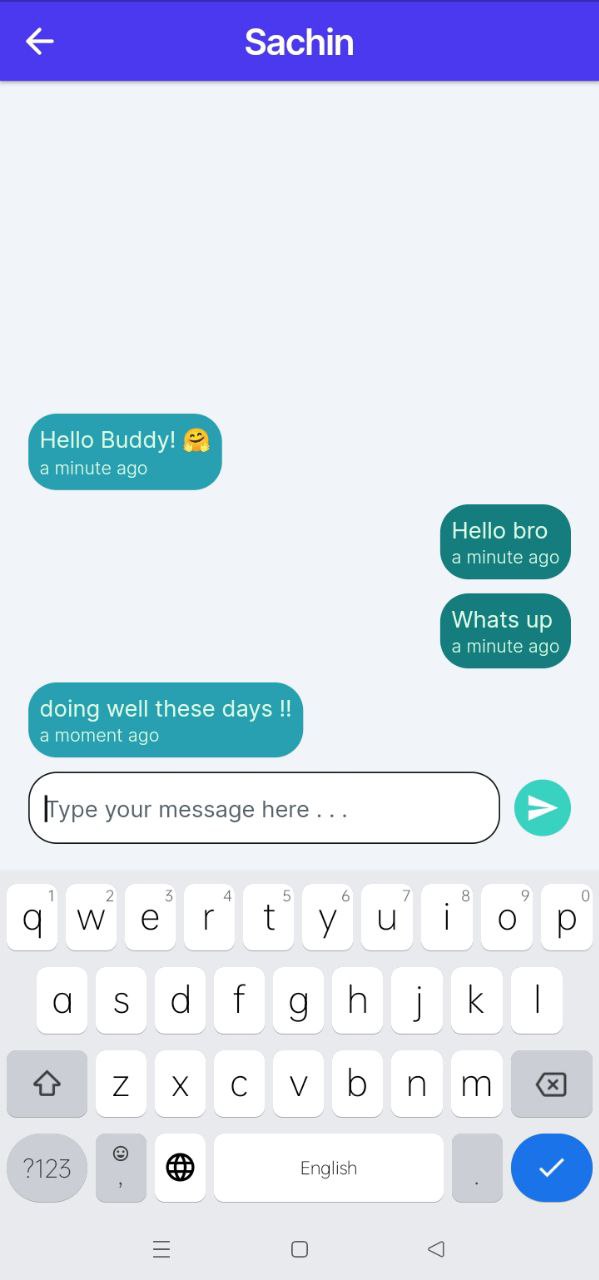 Sachin
Hello Buddy! 🤗
a minute ago
Hello bro
a minute ago
Whats up
a minute ago
doing well these days !!
a moment ago
Type your message here . . .
q 1 w 2 e 3 r 4 t 5 y 6 u 7 i 8 o 9 p 0
a s d f g h j k l
z x c v b n m
?123 , English .